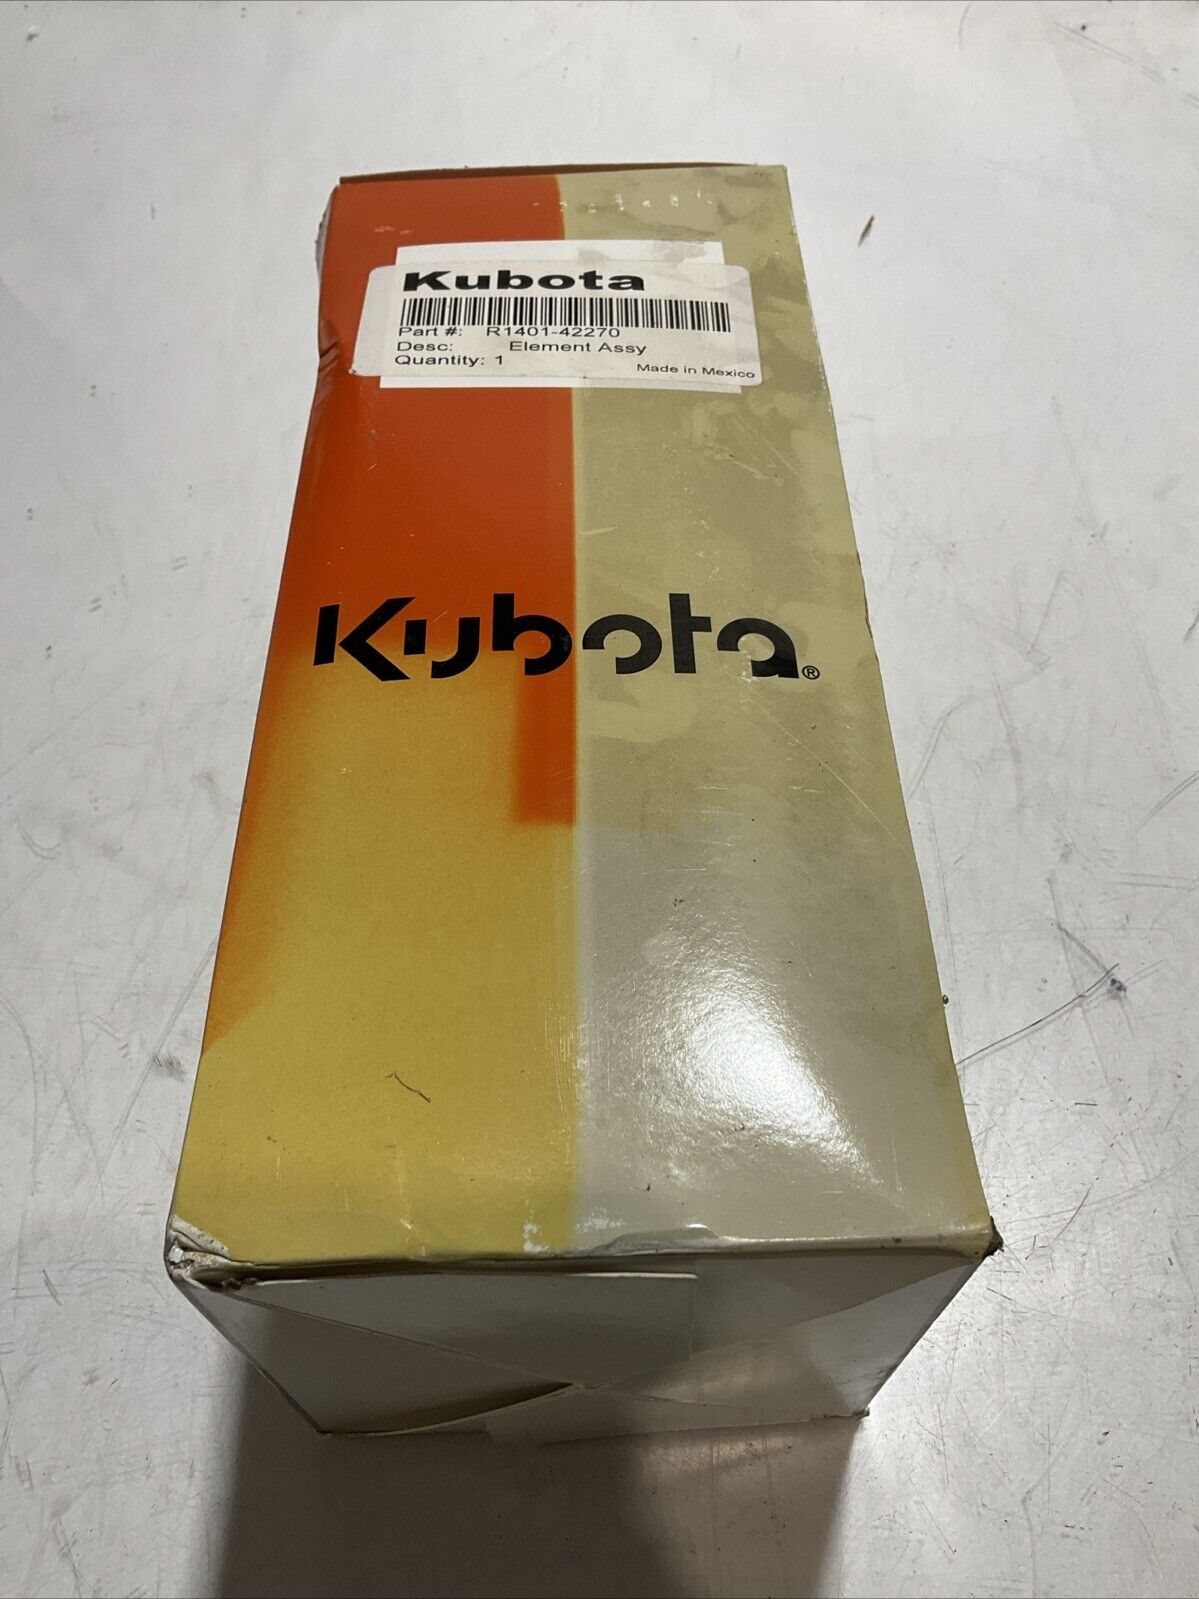 Kubota
Part #: R1401-42270
Desc: Element Assy
Quantity: 1
Made in Mexico
Kubota®